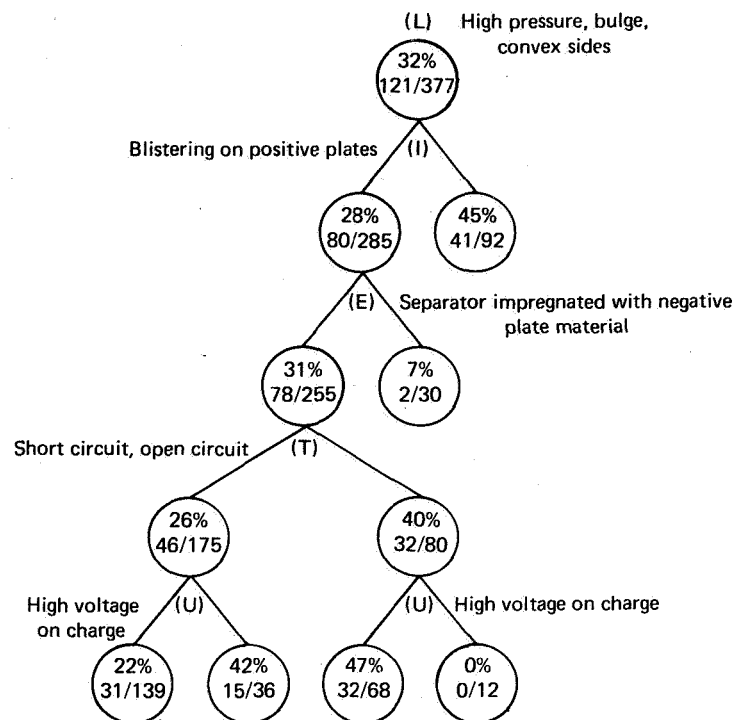 (L) High pressure, bulge,
convex sides
32%
121/377
Blistering on positive plates (I)
28%
80/285
45%
41/92
(E) Separator impregnated with negative
plate material
31%
78/255
7%
2/30
Short circuit, open circuit (T)
26%
46/175
40%
32/80
High voltage
on charge
(U)
(U) High voltage on charge
22%
31/139
42%
15/36
47%
32/68
0%
0/12